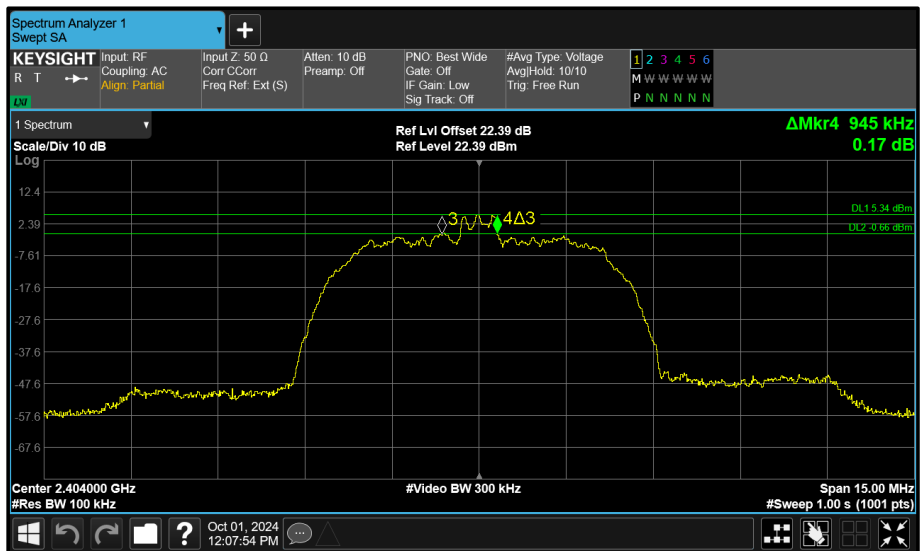 Spectrum Analyzer 1
Swept SA
KEYSIGHT
R T
LXI
Input: RF
Coupling: AC
Align: Partial
Input Z: 50 Ω
Corr CCorr
Freq Ref: Ext (S)
Atten: 10 dB
Preamp: Off
PNO: Best Wide
Gate: Off
IF Gain: Low
Sig Track: Off
#Avg Type: Voltage
Avg|Hold: 10/10
Trig: Free Run
1 2 3 4 5 6
M W W W W W
P N N N N N
1 Spectrum
Scale/Div 10 dB
Log
Ref Lvl Offset 22.39 dB
Ref Level 22.39 dBm
ΔMkr4 945 kHz
0.17 dB
12.4
DL1 5.34 dBm
3
4Δ3
2.39
DL2 -0.66 dBm
-7.61
-17.6
-27.6
-37.6
-47.6
-57.6
-67.6
Center 2.404000 GHz
#Video BW 300 kHz
Span 15.00 MHz
#Res BW 100 kHz
#Sweep 1.00 s (1001 pts)
Oct 01, 2024
12:07:54 PM